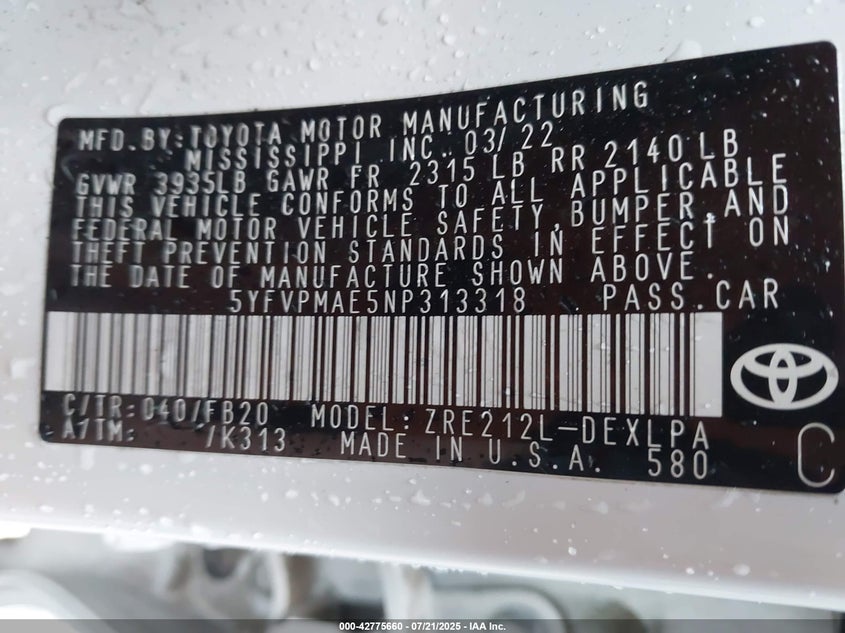 MFD.BY:TOYOTA MOTOR MANUFACTURING
MISSISSIPPI INC. 03/22
GVWR 3935LB GAWR FR 2315 LB RR 2140 LB
THIS VEHICLE CONFORMS TO ALL APPLICABLE
FEDERAL MOTOR VEHICLE SAFETY,BUMPER,AND
THEFT PREVENTION STANDARDS IN EFFECT ON
THE DATE OF MANUFACTURE SHOWN ABOVE.
5YFVPMAE5NP313318 PASS.CAR
C/TR:040/FB20 MODEL:ZRE212L-DEXLPA
A/TM: /K313 MADE IN U.S.A. 580
C
000-42775660 - 07/21/2025 - IAA Inc.